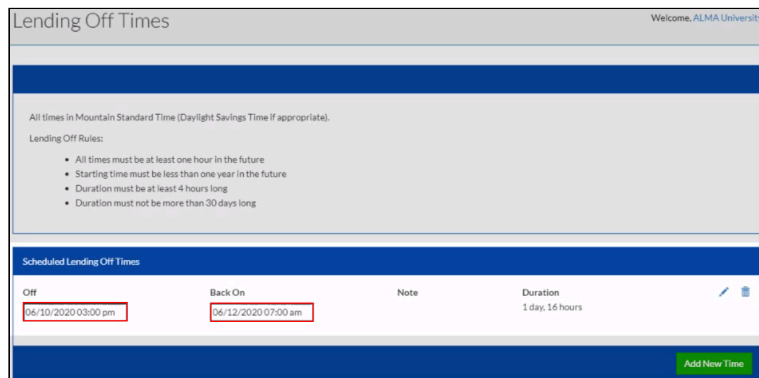 Lending Off Times
Welcome, ALMA University
All times in Mountain Standard Time (Daylight Savings Time if appropriate).
Lending Off Rules:
All times must be at least one hour in the future
Starting time must be less than one year in the future
Duration must be at least 4 hours long
Duration must not be more than 30 days long
Scheduled Lending Off Times
Off Back On Note Duration
06/10/2020 03:00 pm 06/12/2020 07:00 am 1 day, 16 hours
Add New Time